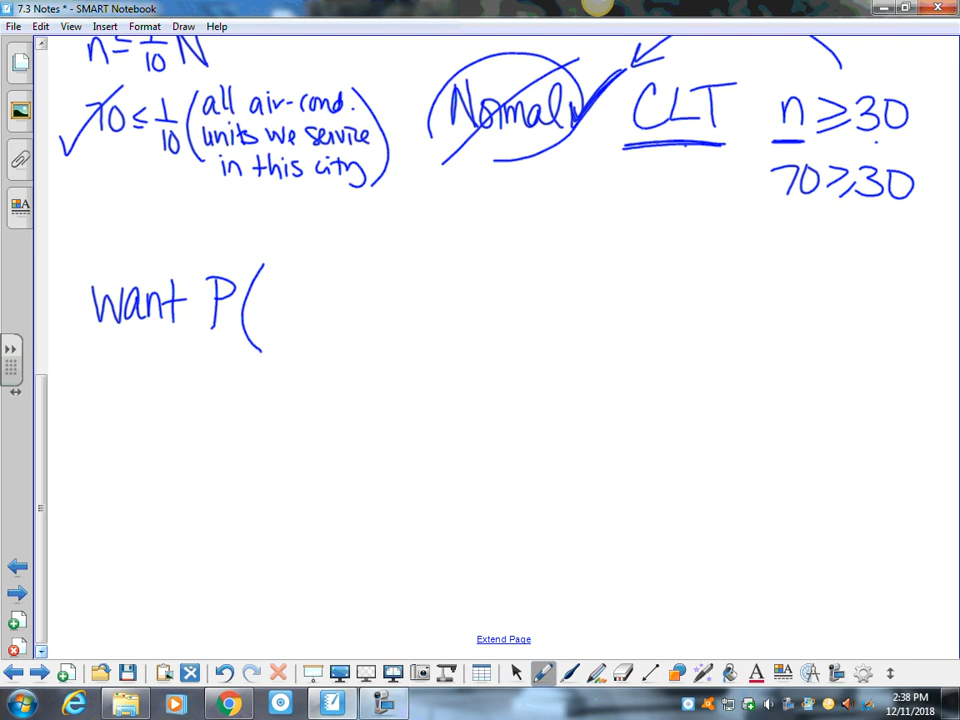 7.3 Notes * - SMART Notebook
File Edit View Insert Format Draw Help
n ≤ 1/10 N
70 ≤ 1/10 (all air-cond. units we service in this city)
Normal CLT n ≥ 30
70 ≥ 30
want P(
Extend Page
2:38 PM
12/11/2018